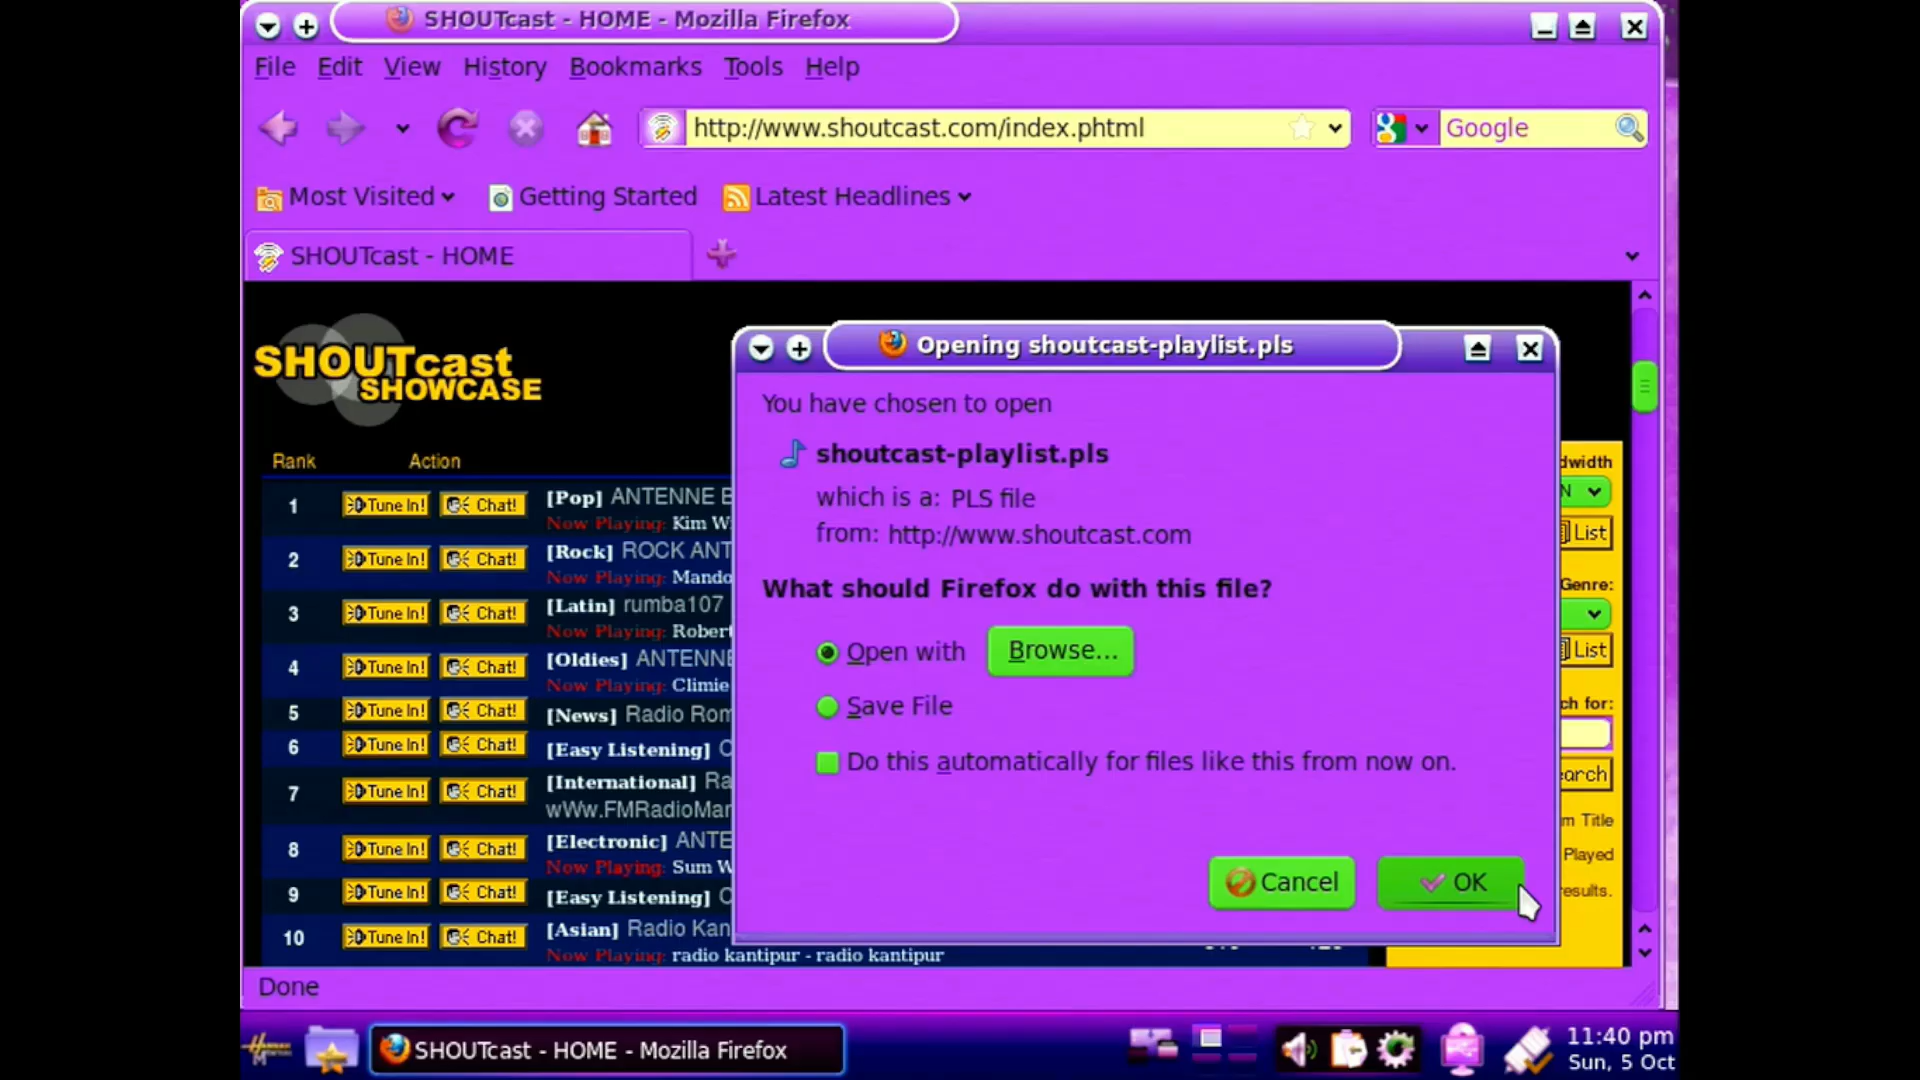 SHOUTcast - HOME - Mozilla Firefox
File Edit View History Bookmarks Tools Help
http://www.shoutcast.com/index.phtml
Google
Most Visited
Getting Started
Latest Headlines
SHOUTcast - HOME
SHOUTcast
SHOWCASE
Rank Action
1 Tune In! Chat! [Pop] ANTENNE
Now Playing: Kim
2 Tune In! Chat! [Rock] ROCK ANT
Now Playing: Mando
3 Tune In! Chat! [Latin] rumba107
Now Playing: Robert
4 Tune In! Chat! [Oldies] ANTENNE
Now Playing: Climie
5 Tune In! Chat! [News] Radio Rom
6 Tune In! Chat! [Easy Listening]
7 Tune In! Chat! [International] Ra
wWw.FMRadioMan
8 Tune In! Chat! [Electronic] ANTE
Now Playing: Sum W
9 Tune In! Chat! [Easy Listening]
10 Tune In! Chat! [Asian] Radio Kan
Now Playing: radio kantipur - radio kantipur
Opening shoutcast-playlist.pls
You have chosen to open
shoutcast-playlist.pls
which is a: PLS file
from: http://www.shoutcast.com
What should Firefox do with this file?
Open with Browse...
Save File
Do this automatically for files like this from now on.
Cancel OK
dwidth
N
List
Genre:
List
ch for:
earch
m Title
Played
esults.
Done
Hannah Montana
SHOUTcast - HOME - Mozilla Firefox
11:40 pm
Sun, 5 Oct